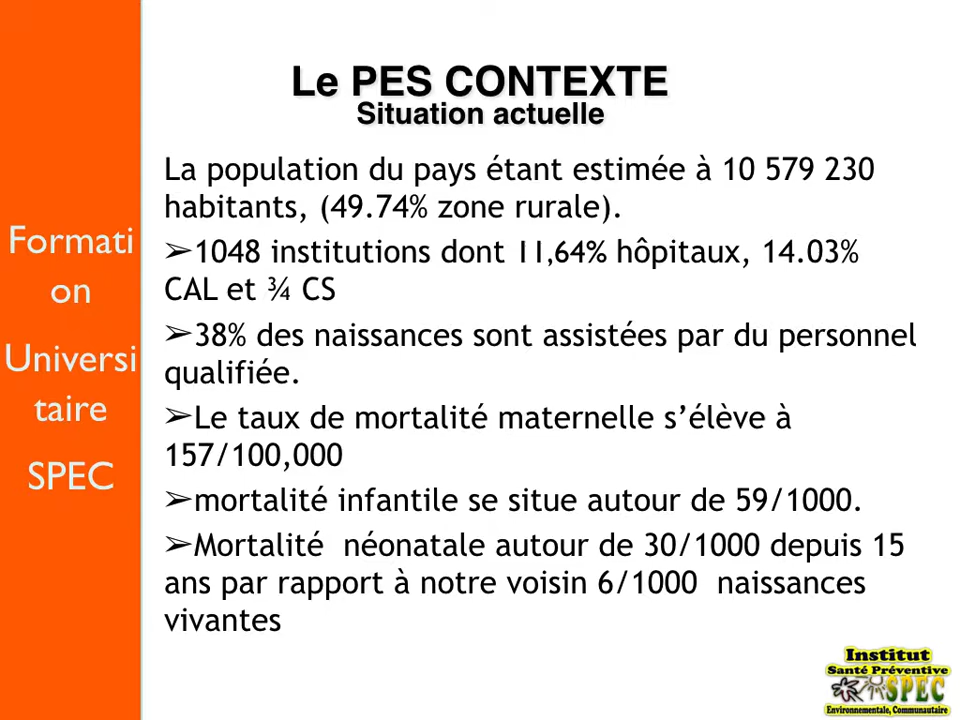 Le PES CONTEXTE
Situation actuelle
Formati
on
Universi
taire
SPEC
La population du pays étant estimée à 10 579 230
habitants, (49.74% zone rurale).
➢1048 institutions dont 11,64% hôpitaux, 14.03%
CAL et ¾ CS
➢38% des naissances sont assistées par du personnel
qualifiée.
➢Le taux de mortalité maternelle s’élève à
157/100,000
➢mortalité infantile se situe autour de 59/1000.
➢Mortalité  néonatale autour de 30/1000 depuis 15
ans par rapport à notre voisin 6/1000  naissances
vivantes
Institut
Santé Préventive
SPEC
Environnementale, Communautaire